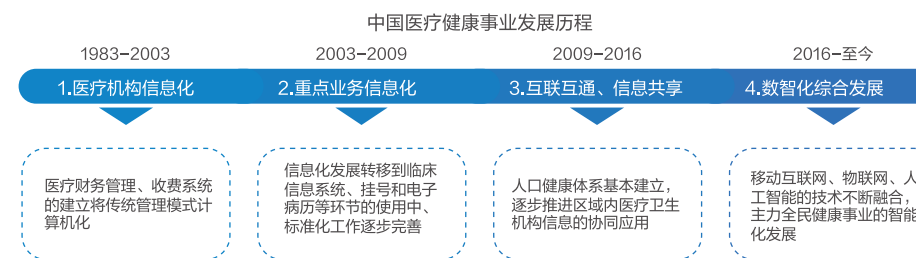 中国医疗健康事业发展历程
1983-2003
2003-2009
2009-2016
2016-至今
1.医疗机构信息化
2.重点业务信息化
3.互联互通、信息共享
4.数智化综合发展
医疗财务管理、收费系统
的建立将传统管理模式计
算机化
信息化发展转移到临床
信息系统、挂号和电子
病历等环节的使用中、
标准化工作逐步完善
人口健康体系基本建立，
逐步推进区域内医疗卫生
机构信息的协同应用
移动互联网、物联网、人
工智能的技术不断融合，
主力全民健康事业的智能
化发展